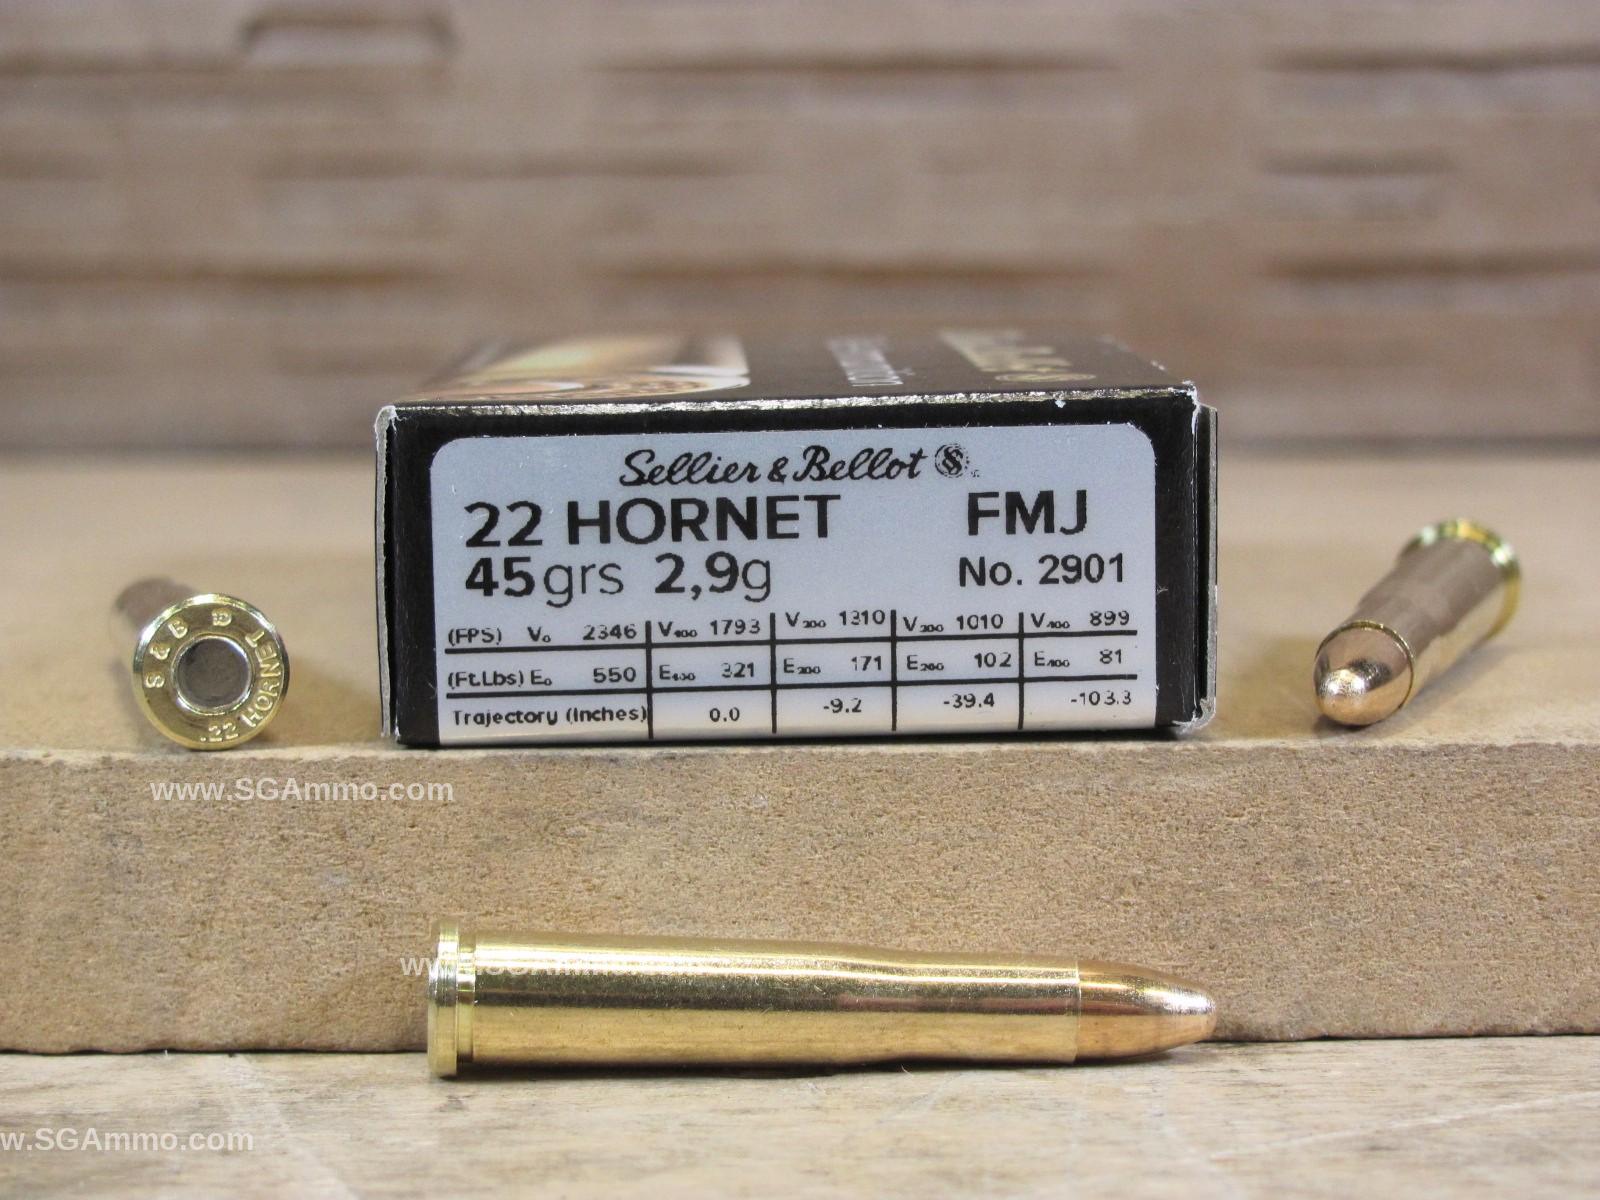 Sellier & Bellot
22 HORNET FMJ
45grs 2,9g No. 2901
(FPS) V₀ 2346 V₁₀₀ 1793 V₂₀₀ 1310 V₃₀₀ 1010 V₄₀₀ 899
(Ft.Lbs) E₀ 550 E₁₀₀ 321 E₂₀₀ 171 E₃₀₀ 102 E₄₀₀ 81
Trajectory (Inches) 0.0 -9.2 -39.4 -103.3
S & B
.22 HORNET
www.SGAmmo.com
www.SGAmmo.com
w.SGAmmo.com